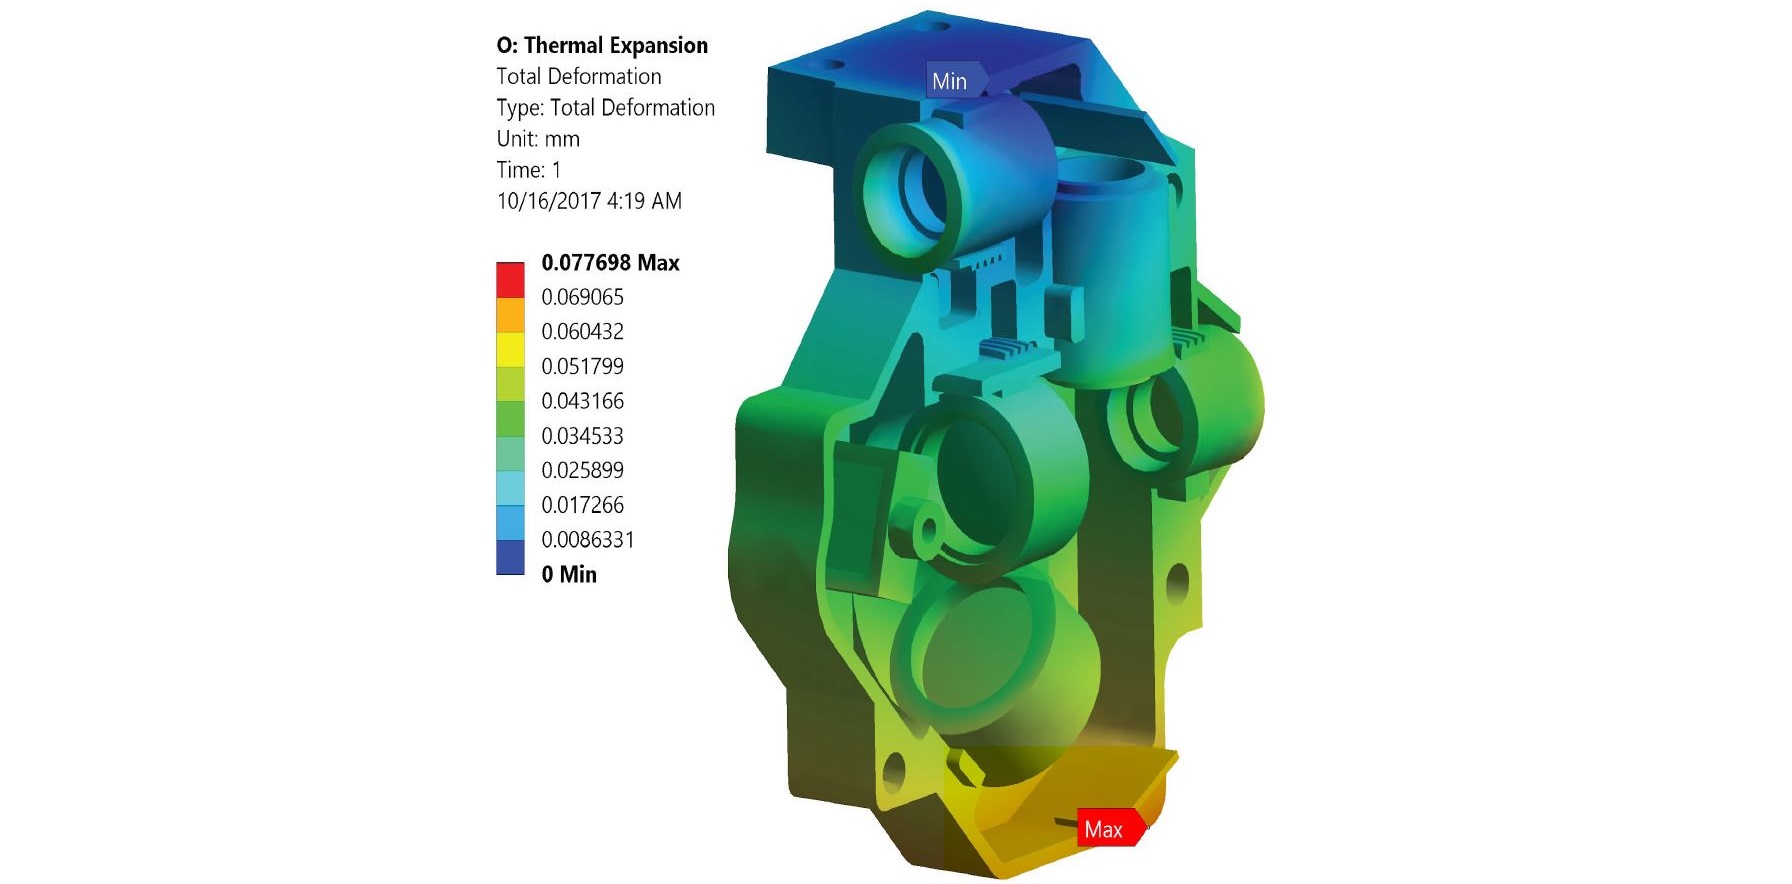 O: Thermal Expansion
Total Deformation
Type: Total Deformation
Unit: mm
Time: 1
10/16/2017 4:19 AM
0.077698 Max
0.069065
0.060432
0.051799
0.043166
0.034533
0.025899
0.017266
0.0086331
0 Min
Min
Max